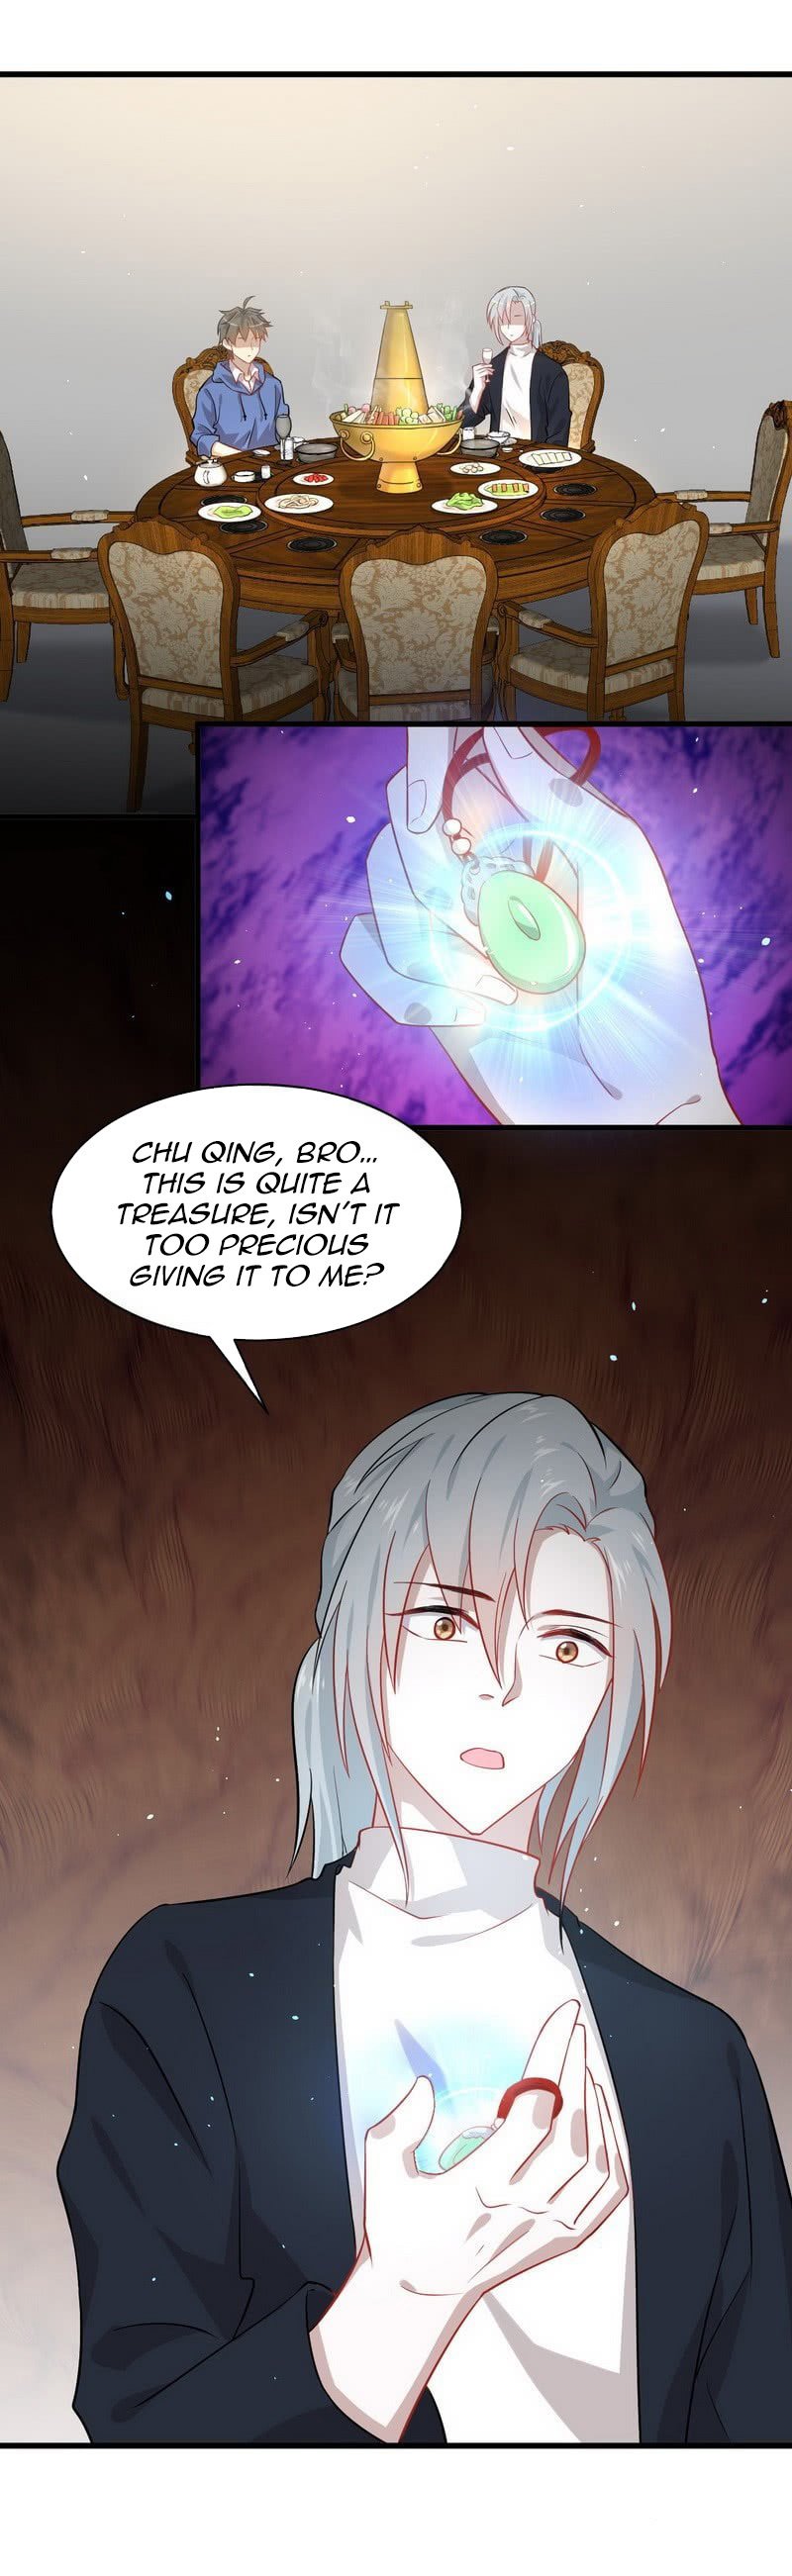 CHU QING, BRO...
THIS IS QUITE A
TREASURE, ISN'T IT
TOO PRECIOUS
GIVING IT TO ME?